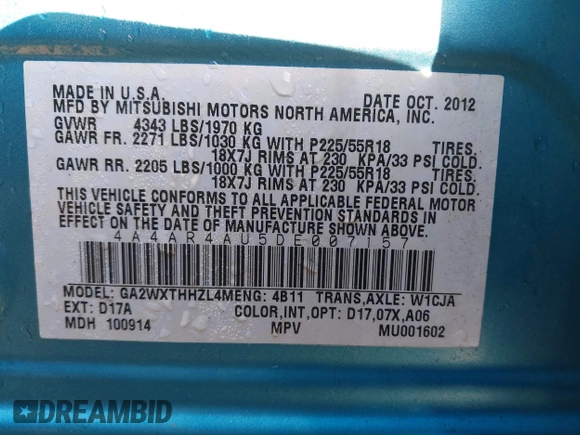 MADE IN U.S.A. DATE OCT. 2012
MFD BY MITSUBISHI MOTORS NORTH AMERICA, INC.
GVWR 4343 LBS/1970 KG
GAWR FR. 2271 LBS/1030 KG WITH P225/55R18 TIRES.
18X7J RIMS AT 230 KPA/33 PSI COLD.
GAWR RR. 2205 LBS/1000 KG WITH P225/55R18 TIRES.
18X7J RIMS AT 230 KPA/33 PSI COLD.
THIS VEHICLE CONFORMS TO ALL APPLICABLE FEDERAL MOTOR
VEHICLE SAFETY AND THEFT PREVENTION STANDARDS IN
EFFECT ON THE DATE OF MANUFACTURE SHOWN ABOVE.
4A4AR4AU5DE007157
MODEL: GA2WXTHHZL4MENG: 4B11 TRANS,AXLE: W1CJA
EXT: D17A COLOR,INT,OPT: D17,07X,A06
MDH 100914 MPV MU001602
DREAMBID